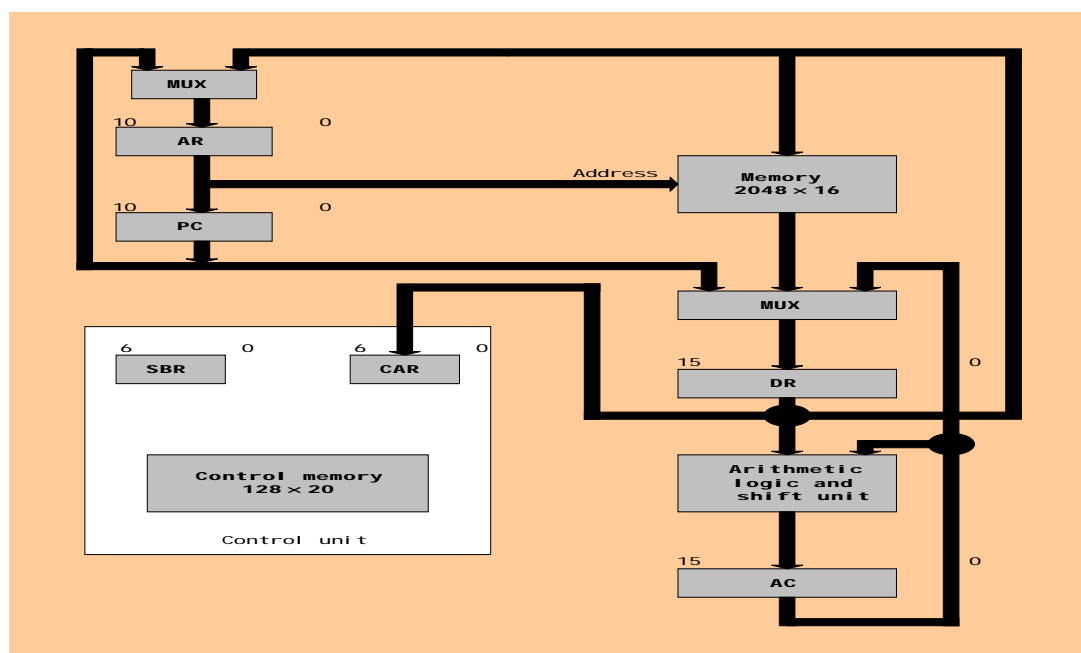 MUX
10 0
AR
Address
Memory
2048 × 16
10 0
PC
MUX
6 0 6 0
SBR CAR
15 0
DR
Control memory
128 × 20
Arithmetic
logic and
shift unit
Control unit
15 0
AC